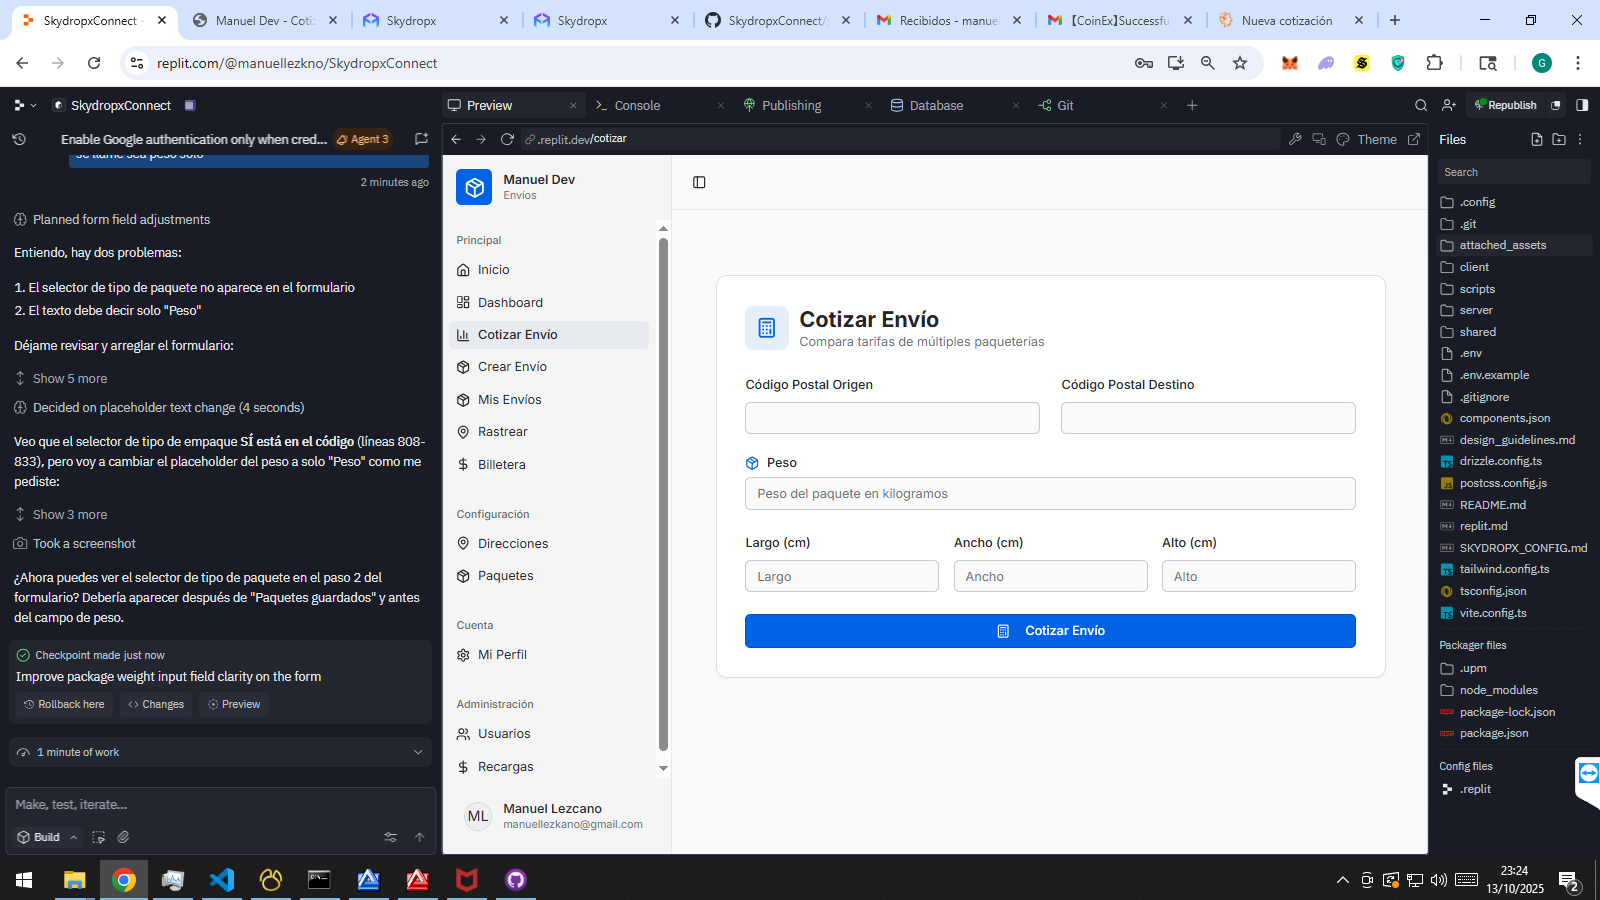 SkydropxConnect -
Manuel Dev - Cotiz
Skydropx
Skydropx
SkydropxConnect/s
Recibidos - manue
【CoinEx】Successfu
Nueva cotización
replit.com/@manuellezkno/SkydropxConnect
G
SkydropxConnect
Preview
Console
Publishing
Database
Git
Republish
Enable Google authentication only when cred...
Agent 3
.replit.dev/cotizar
Theme
Files
se llame sea peso solo
2 minutes ago
Planned form field adjustments
Entiendo, hay dos problemas:
1. El selector de tipo de paquete no aparece en el formulario
2. El texto debe decir solo "Peso"
Déjame revisar y arreglar el formulario:
Show 5 more
Decided on placeholder text change (4 seconds)
Veo que el selector de tipo de empaque SÍ está en el código (líneas 808-
833), pero voy a cambiar el placeholder del peso a solo "Peso" como me
pediste:
Show 3 more
Took a screenshot
¿Ahora puedes ver el selector de tipo de paquete en el paso 2 del
formulario? Debería aparecer después de "Paquetes guardados" y antes
del campo de peso.
Checkpoint made just now
Improve package weight input field clarity on the form
Rollback here
Changes
Preview
1 minute of work
Make, test, iterate...
Build
Manuel Dev
Envíos
Principal
Inicio
Dashboard
Cotizar Envío
Crear Envío
Mis Envíos
Rastrear
Billetera
Configuración
Direcciones
Paquetes
Cuenta
Mi Perfil
Administración
Usuarios
Recargas
ML
Manuel Lezcano
manuellezkano@gmail.com
Cotizar Envío
Compara tarifas de múltiples paqueterías
Código Postal Origen
Código Postal Destino
Peso
Peso del paquete en kilogramos
Largo (cm)
Ancho (cm)
Alto (cm)
Largo
Ancho
Alto
Cotizar Envío
Search
.config
.git
attached_assets
client
scripts
server
shared
.env
.env.example
.gitignore
components.json
design_guidelines.md
drizzle.config.ts
postcss.config.js
README.md
replit.md
SKYDROPX_CONFIG.md
tailwind.config.ts
tsconfig.json
vite.config.ts
Packager files
.upm
node_modules
package-lock.json
package.json
Config files
.replit
23:24
13/10/2025
2